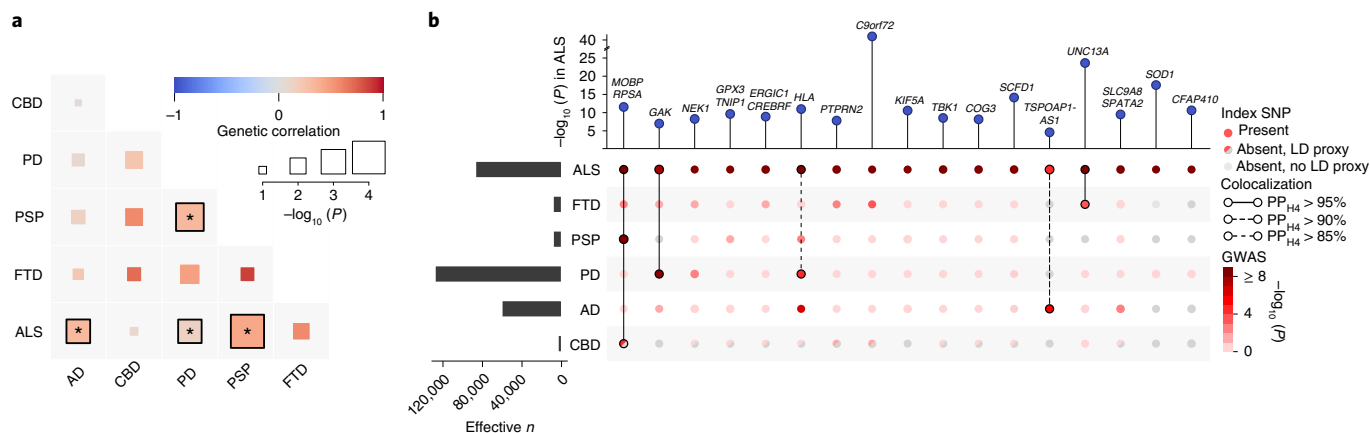 a
CBD
PD
PSP
FTD
ALS
AD
CBD
PD
PSP
FTD
*
*
*
*
−1
0
1
Genetic correlation
1
2
3
4
−log10 (P)
b
−log10 (P) in ALS
40
25
20
15
10
5
MOBP
RPSA
GAK
NEK1
GPX3
TNIP1
ERGIC1
CREBRF
HLA
PTPRN2
C9orf72
KIF5A
TBK1
COG3
SCFD1
TSPOAP1-
AS1
UNC13A
SLC9A8
SPATA2
SOD1
CFAP410
ALS
FTD
PSP
PD
AD
CBD
120,000
80,000
40,000
0
Effective n
Index SNP
Present
Absent, LD proxy
Absent, no LD proxy
Colocalization
PPH4 > 95%
PPH4 > 90%
PPH4 > 85%
GWAS
≥ 8
4
0
−log10 (P)